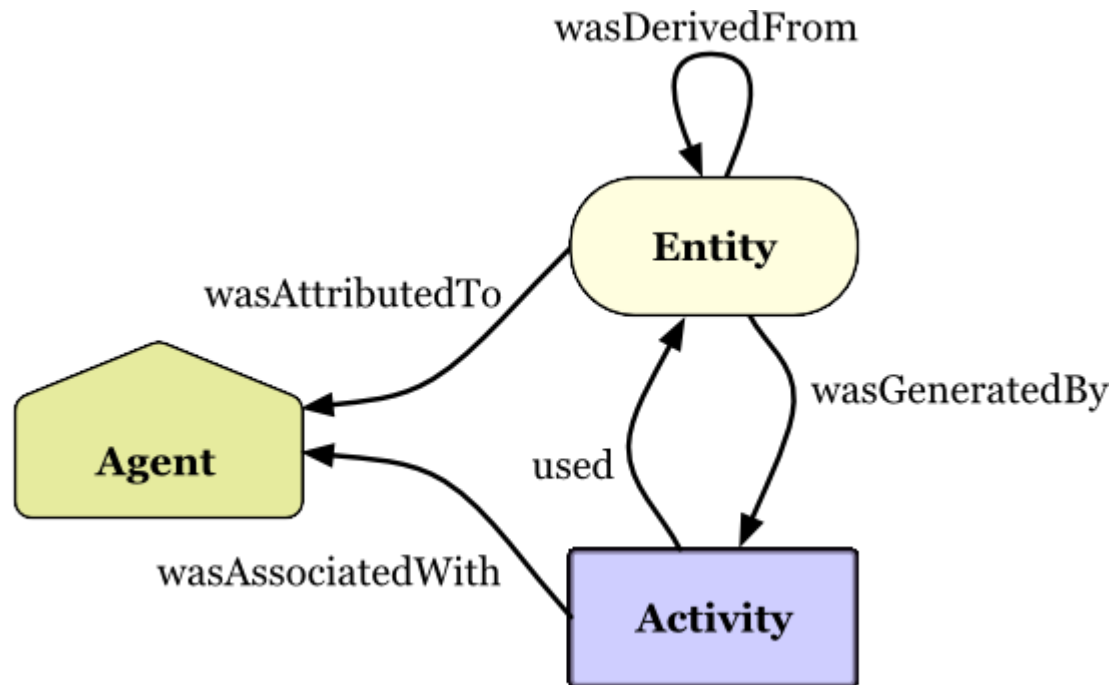 wasDerivedFrom
Entity
wasAttributedTo
wasGeneratedBy
Agent
used
wasAssociatedWith
Activity